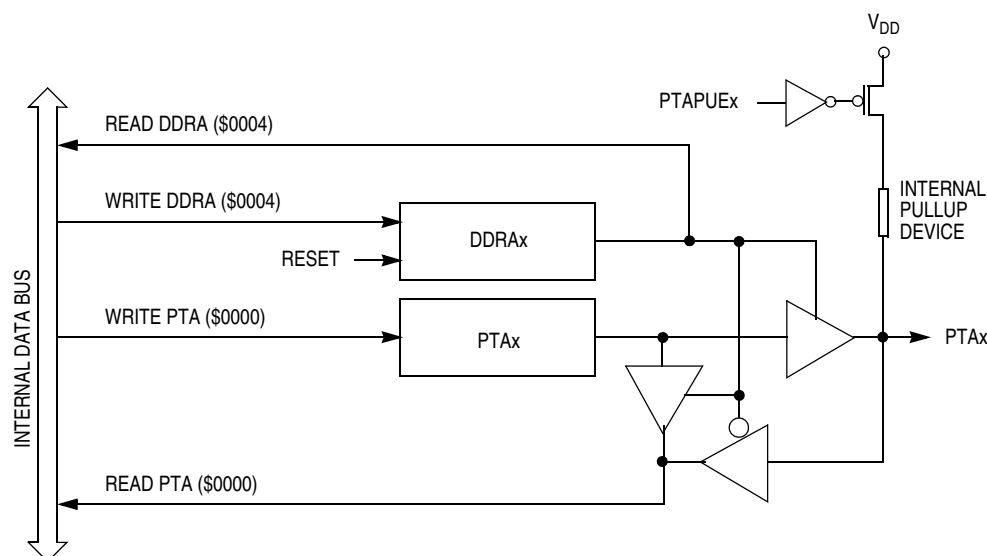 VDD
PTAPUEx
READ DDRA ($0004)
INTERNAL
PULLUP
DEVICE
WRITE DDRA ($0004)
DDRAx
RESET
WRITE PTA ($0000)
PTAx
PTAx
READ PTA ($0000)
INTERNAL DATA BUS